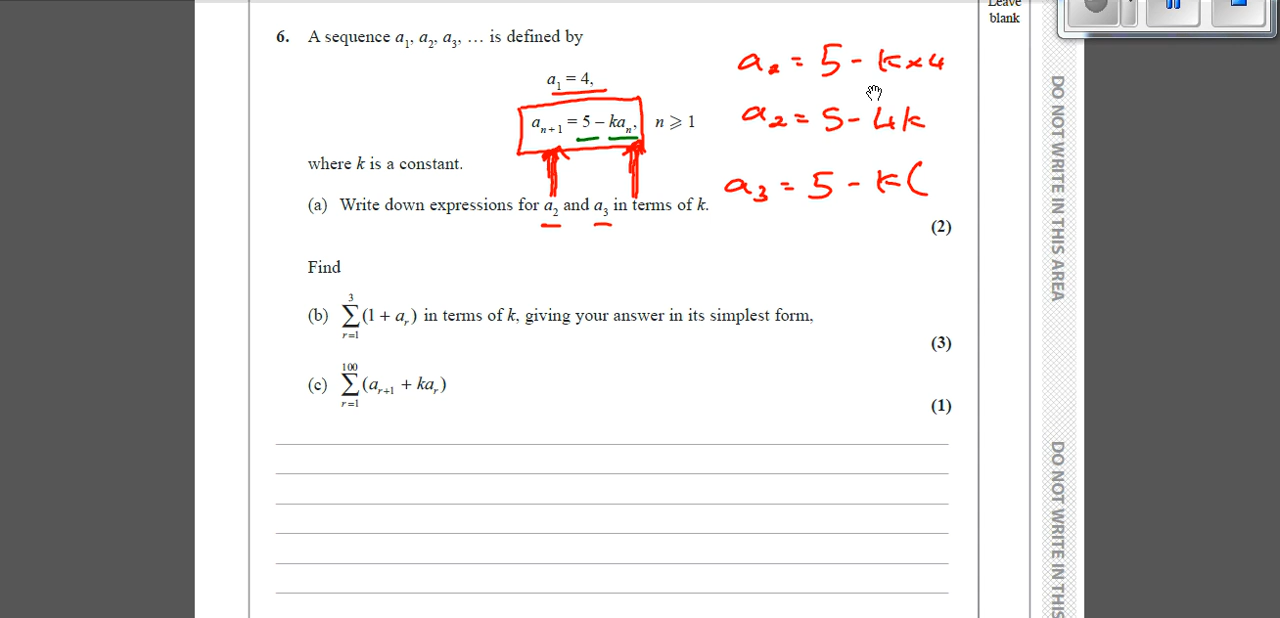 Leave
blank
6. A sequence a₁, a₂, a₃, … is defined by
a₁ = 4,
aₙ₊₁ = 5 – kaₙ, n ⩾ 1
where k is a constant.
(a) Write down expressions for a₂ and a₃ in terms of k.
(2)
Find
(b) ∑_{r=1}^{3} (1 + aᵣ) in terms of k, giving your answer in its simplest form,
(3)
(c) ∑_{r=1}^{100} (aᵣ₊₁ + kaᵣ)
(1)
a₂ = 5 - k×4
a₂ = 5 - 4k
a₃ = 5 - k(
DO NOT WRITE IN THIS AREA
DO NOT WRITE IN THIS